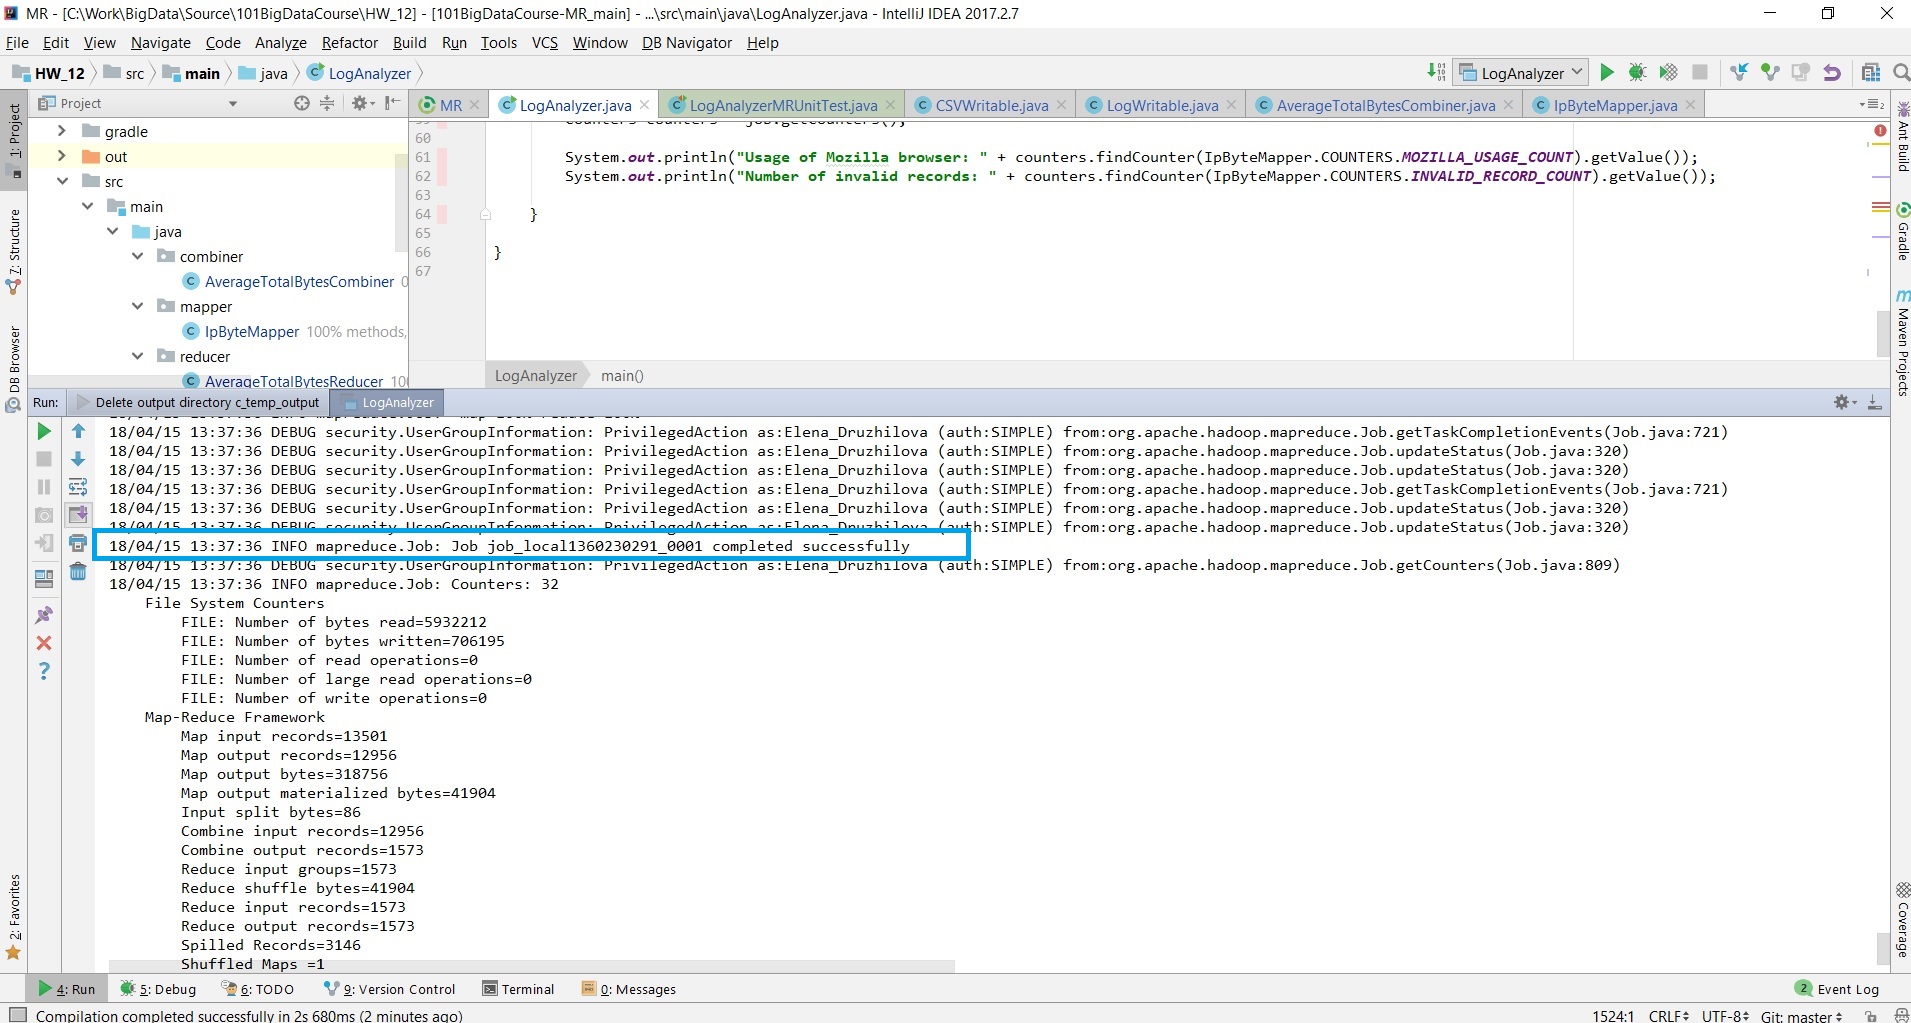 MR - [C:\Work\BigData\Source\101BigDataCourse\HW_12] - [101BigDataCourse-MR_main] - ...\src\main\java\LogAnalyzer.java - IntelliJ IDEA 2017.2.7
File Edit View Navigate Code Analyze Refactor Build Run Tools VCS Window DB Navigator Help
HW_12 src main java LogAnalyzer
LogAnalyzer
Project
MR LogAnalyzer.java LogAnalyzerMRUnitTest.java CSVWritable.java LogWritable.java AverageTotalBytesCombiner.java IpByteMapper.java
1: Project
7: Structure
DB Browser
2: Favorites
gradle
out
src
main
java
combiner
AverageTotalBytesCombiner
mapper
IpByteMapper 100% methods,
reducer
AverageTotalBytesReducer
60
61 System.out.println("Usage of Mozilla browser: " + counters.findCounter(IpByteMapper.COUNTERS.MOZILLA_USAGE_COUNT).getValue());
62 System.out.println("Number of invalid records: " + counters.findCounter(IpByteMapper.COUNTERS.INVALID_RECORD_COUNT).getValue());
63
64 }
65
66 }
67
LogAnalyzer main()
Ant Build
Gradle
Maven Projects
Coverage
Run: Delete output directory c_temp_output LogAnalyzer
18/04/15 13:37:36 DEBUG security.UserGroupInformation: PrivilegedAction as:Elena_Druzhilova (auth:SIMPLE) from:org.apache.hadoop.mapreduce.Job.getTaskCompletionEvents(Job.java:721)
18/04/15 13:37:36 DEBUG security.UserGroupInformation: PrivilegedAction as:Elena_Druzhilova (auth:SIMPLE) from:org.apache.hadoop.mapreduce.Job.updateStatus(Job.java:320)
18/04/15 13:37:36 DEBUG security.UserGroupInformation: PrivilegedAction as:Elena_Druzhilova (auth:SIMPLE) from:org.apache.hadoop.mapreduce.Job.updateStatus(Job.java:320)
18/04/15 13:37:36 DEBUG security.UserGroupInformation: PrivilegedAction as:Elena_Druzhilova (auth:SIMPLE) from:org.apache.hadoop.mapreduce.Job.getTaskCompletionEvents(Job.java:721)
18/04/15 13:37:36 DEBUG security.UserGroupInformation: PrivilegedAction as:Elena_Druzhilova (auth:SIMPLE) from:org.apache.hadoop.mapreduce.Job.updateStatus(Job.java:320)
18/04/15 13:37:36 DEBUG security.UserGroupInformation: PrivilegedAction as:Elena_Druzhilova (auth:SIMPLE) from:org.apache.hadoop.mapreduce.Job.updateStatus(Job.java:320)
18/04/15 13:37:36 INFO mapreduce.Job: Job job_local1360230291_0001 completed successfully
18/04/15 13:37:36 DEBUG security.UserGroupInformation: PrivilegedAction as:Elena_Druzhilova (auth:SIMPLE) from:org.apache.hadoop.mapreduce.Job.getCounters(Job.java:809)
18/04/15 13:37:36 INFO mapreduce.Job: Counters: 32
File System Counters
FILE: Number of bytes read=5932212
FILE: Number of bytes written=706195
FILE: Number of read operations=0
FILE: Number of large read operations=0
FILE: Number of write operations=0
Map-Reduce Framework
Map input records=13501
Map output records=12956
Map output bytes=318756
Map output materialized bytes=41904
Input split bytes=86
Combine input records=12956
Combine output records=1573
Reduce input groups=1573
Reduce shuffle bytes=41904
Reduce input records=1573
Reduce output records=1573
Spilled Records=3146
Shuffled Maps =1
4: Run 5: Debug 6: TODO 9: Version Control Terminal 0: Messages 2 Event Log
Compilation completed successfully in 2s 680ms (2 minutes ago) 1524:1 CRLF UTF-8 Git: master